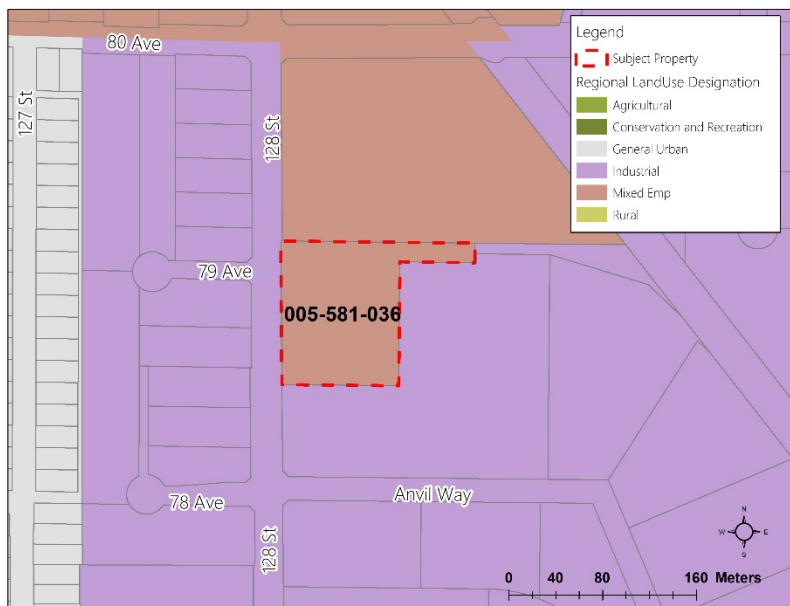 80 Ave
127 St
128 St
79 Ave
005-581-036
78 Ave
Anvil Way
128 St
Legend
Subject Property
Regional LandUse Designation
Agricultural
Conservation and Recreation
General Urban
Industrial
Mixed Emp
Rural
N
W E
S
0 40 80 160 Meters